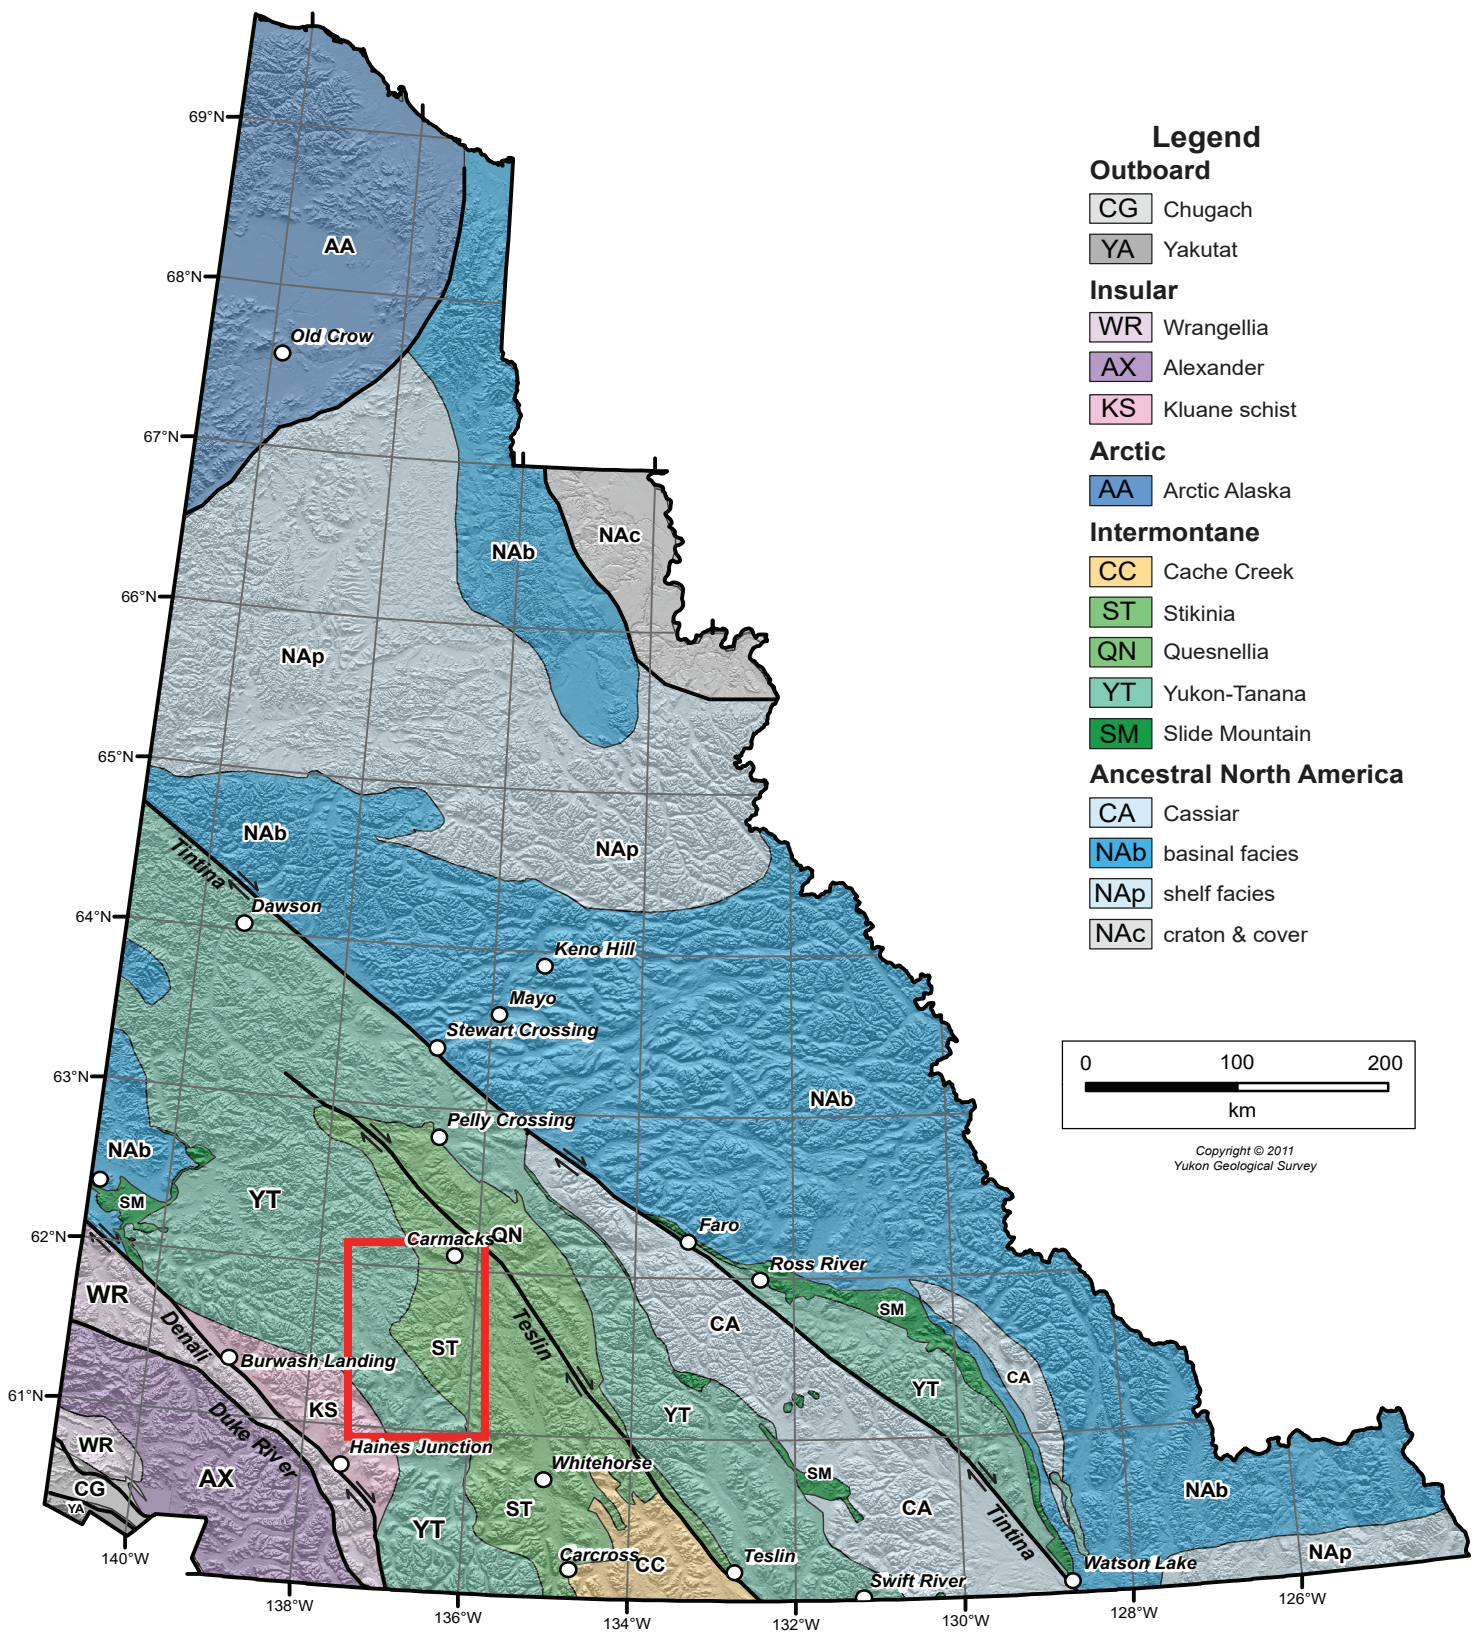 69°N
AA
68°N
Old Crow
67°N
NAb
NAc
66°N
NAp
65°N
NAb
NAp
Tintina
64°N
Dawson
Keno Hill
Mayo
Stewart Crossing
63°N
NAb
Pelly Crossing
NAb
YT
SM
62°N
Carmacks
QN
Faro
Ross River
WR
SM
Denali
Teslin
CA
ST
Burwash Landing
CA
YT
61°N
KS
Duke River
YT
WR
Haines Junction
Whitehorse
SM
AX
CG
YA
NAb
CA
ST
YT
Tintina
140°W
Carcross
CC
Teslin
Swift River
Watson Lake
NAp
138°W
136°W
134°W
132°W
130°W
128°W
126°W
Legend
Outboard
CG Chugach
YA Yakutat
Insular
WR Wrangellia
AX Alexander
KS Kluane schist
Arctic
AA Arctic Alaska
Intermontane
CC Cache Creek
ST Stikinia
QN Quesnellia
YT Yukon-Tanana
SM Slide Mountain
Ancestral North America
CA Cassiar
NAb basinal facies
NAp shelf facies
NAc craton & cover
0 100 200
km
Copyright © 2011
Yukon Geological Survey